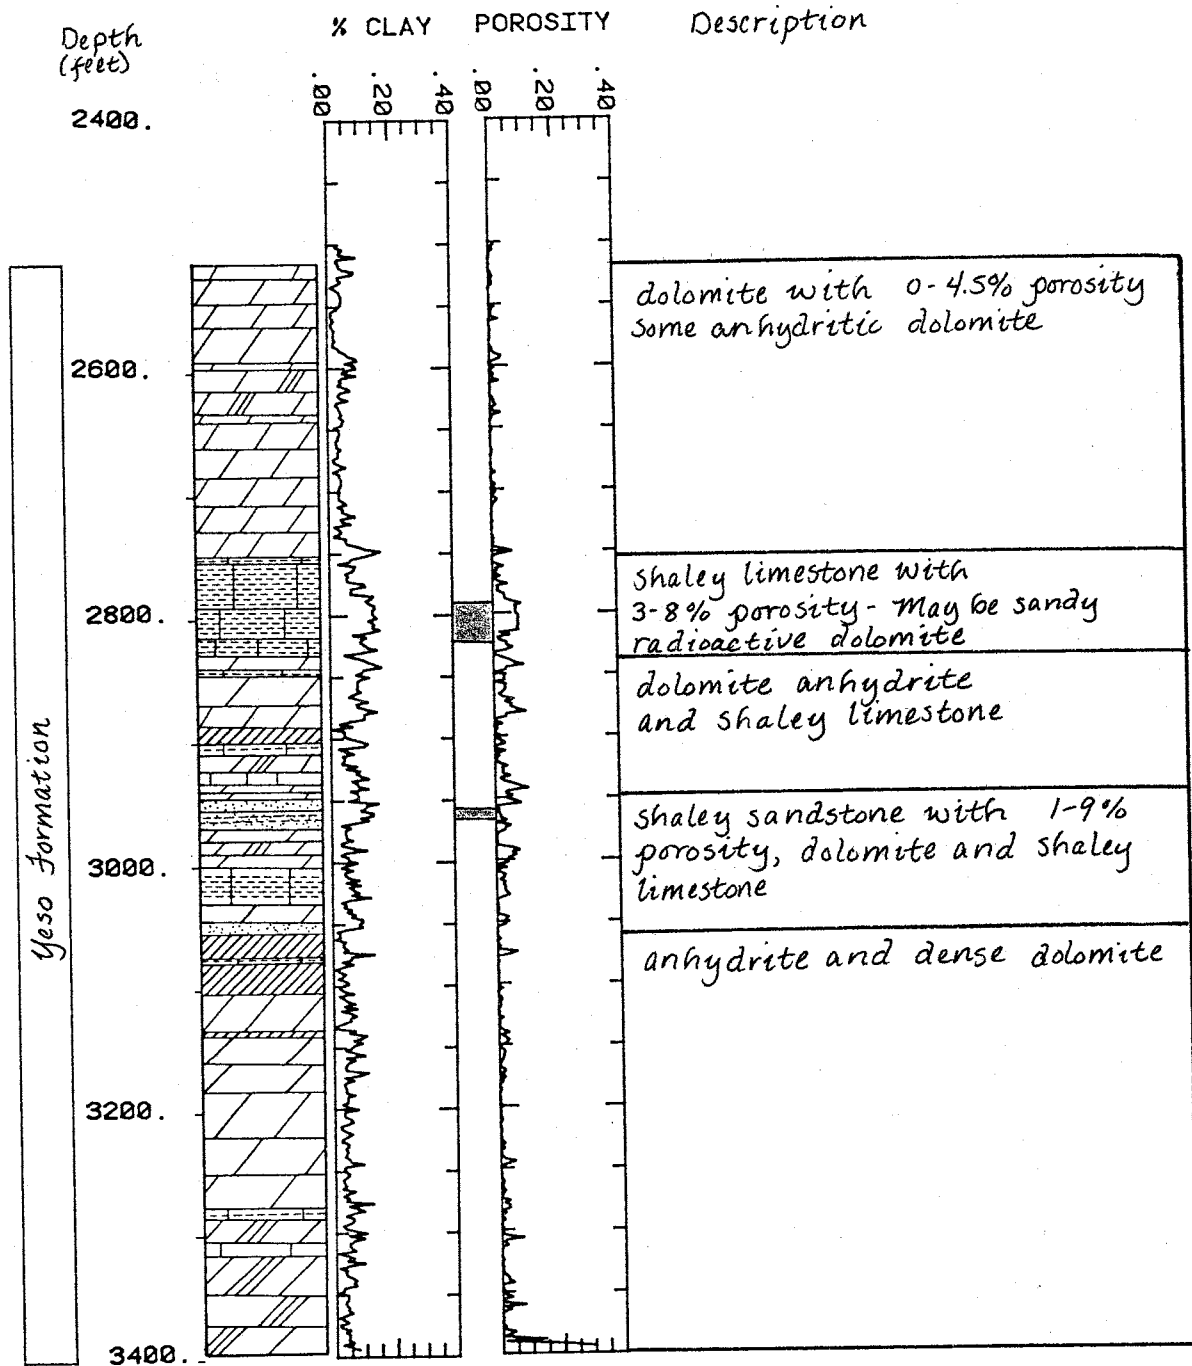 Depth
(feet)
% CLAY
POROSITY
Description
.00
.20
.40
.00
.20
.40
2400.
2600.
2800.
3000.
3200.
3400.
Yeso Formation
dolomite with 0-4.5% porosity
some anhydritic dolomite
shaley limestone with
3-8% porosity - May be sandy
radioactive dolomite
dolomite anhydrite
and shaley limestone
shaley sandstone with 1-9%
porosity, dolomite and shaley
limestone
anhydrite and dense dolomite